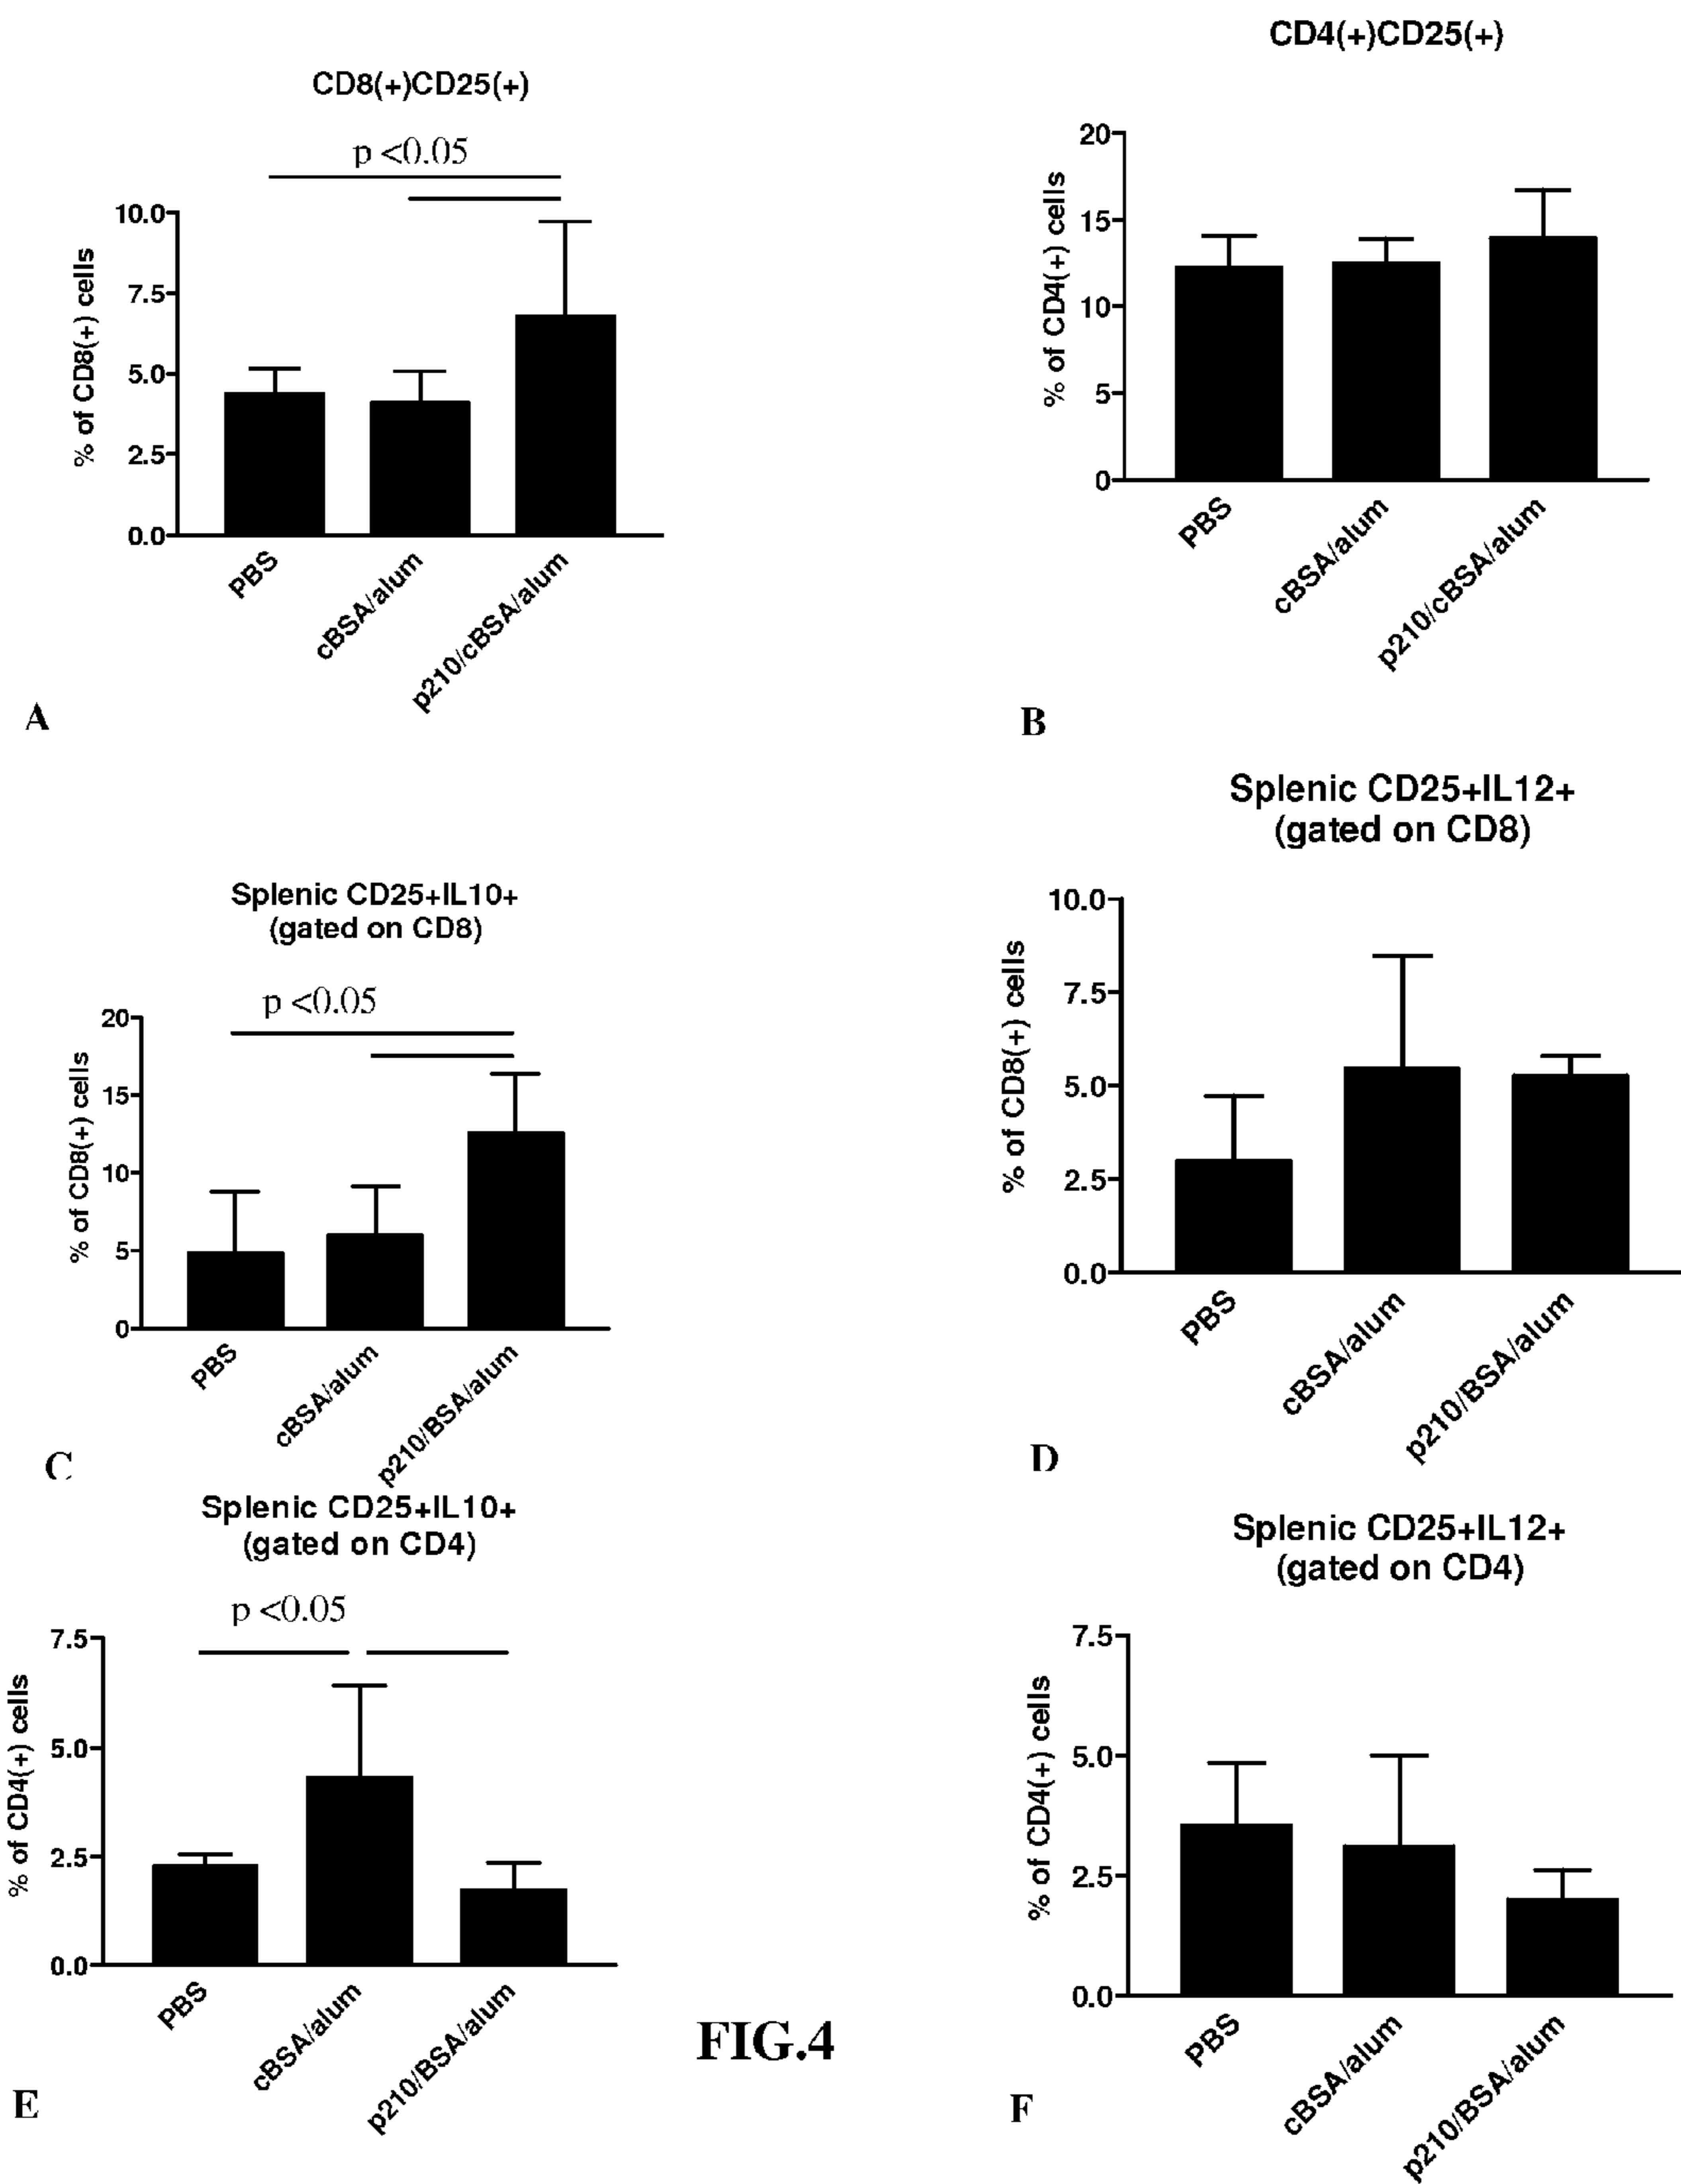 CD8(+)CD25(+)
p <0.05
% of CD8(+) cells
10.0
7.5
5.0
2.5
0.0
PBS
cBSA/alum
p210/cBSA/alum
A
CD4(+)CD25(+)
% of CD4(+) cells
20
15
10
5
0
PBS
cBSA/alum
p210/cBSA/alum
B
Splenic CD25+IL10+
(gated on CD8)
p <0.05
% of CD8(+) cells
20
15
10
5
0
PBS
cBSA/alum
p210/BSA/alum
C
Splenic CD25+IL12+
(gated on CD8)
% of CD8(+) cells
10.0
7.5
5.0
2.5
0.0
PBS
cBSA/alum
p210/BSA/alum
D
Splenic CD25+IL10+
(gated on CD4)
p <0.05
% of CD4(+) cells
7.5
5.0
2.5
0.0
PBS
cBSA/alum
p210/BSA/alum
E
Splenic CD25+IL12+
(gated on CD4)
% of CD4(+) cells
7.5
5.0
2.5
0.0
PBS
cBSA/alum
p210/BSA/alum
F
FIG.4